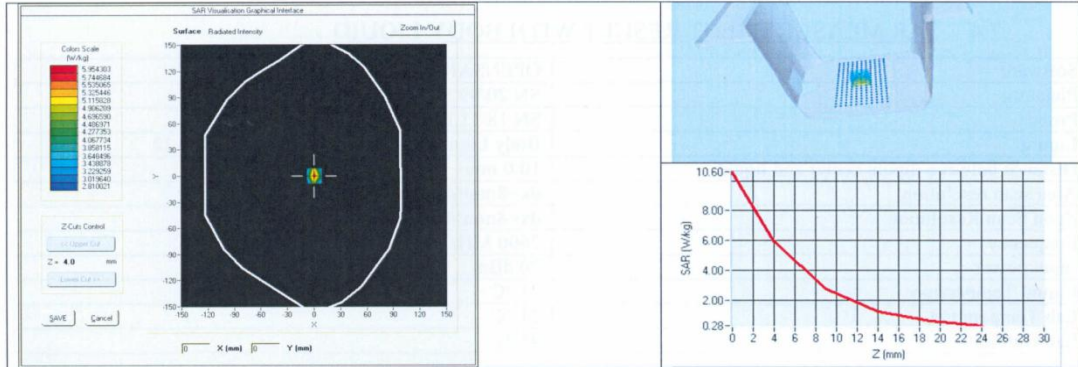 SAR Visualisation Graphical Interface
Surface Radiated Intensity
Zoom In/Out
Colors Scale
(W/kg)
5.954303
5.744684
5.535065
5.325446
5.115828
4.906209
4.696590
4.486971
4.277353
4.067734
3.858115
3.648496
3.438878
3.229259
3.019640
2.810021
150
120
90
60
30
0
-30
-60
-90
-120
-150
Y
-150 -120 -90 -60 -30 0 30 60 90 120 150
X
Z-Cuts Control
Z = 4.0 mm
SAVE Cancel
0 X (mm) 0 Y (mm)
10.60
8.00
6.00
4.00
2.00
0.28
SAR (W/kg)
0 2 4 6 8 10 12 14 16 18 20 22 24 26 28 30
Z (mm)